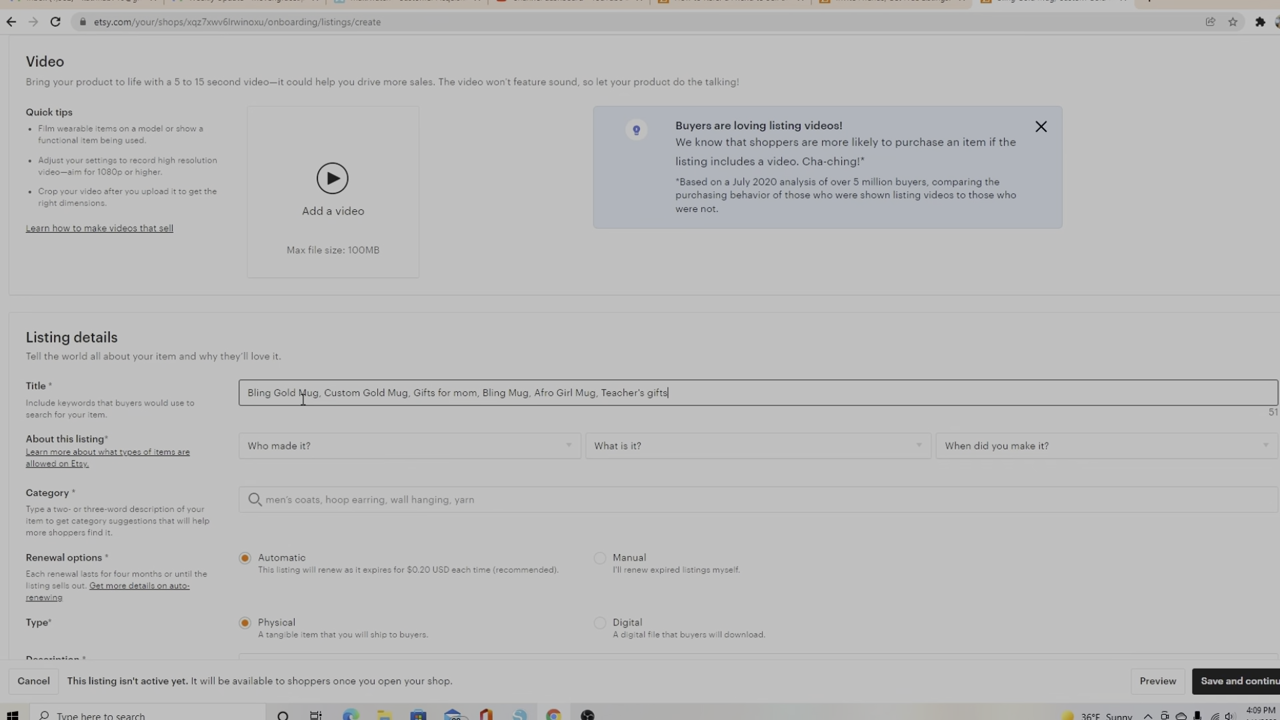 etsy.com/your/shops/xqz7xwv6lrwinoxu/onboarding/listings/create
Video
Bring your product to life with a 5 to 15 second video—it could help you drive more sales. The video won't feature sound, so let your product do the talking!
Quick tips
Film wearable items on a model or show a
functional item being used.
Adjust your settings to record high resolution
video—aim for 1080p or higher.
Crop your video after you upload it to get the
right dimensions.
Learn how to make videos that sell
Add a video
Max file size: 100MB
Buyers are loving listing videos!
We know that shoppers are more likely to purchase an item if the
listing includes a video. Cha-ching!*
*Based on a July 2020 analysis of over 5 million buyers, comparing the
purchasing behavior of those who were shown listing videos to those who
were not.
Listing details
Tell the world all about your item and why they'll love it.
Title *
Include keywords that buyers would use to
search for your item.
Bling Gold Mug, Custom Gold Mug, Gifts for mom, Bling Mug, Afro Girl Mug, Teacher's gifts
51
About this listing*
Learn more about what types of items are
allowed on Etsy.
Who made it?
What is it?
When did you make it?
Category *
Type a two- or three-word description of your
item to get category suggestions that will help
more shoppers find it.
men's coats, hoop earring, wall hanging, yarn
Renewal options *
Each renewal lasts for four months or until the
listing sells out. Get more details on auto-
renewing
Automatic
This listing will renew as it expires for $0.20 USD each time (recommended).
Manual
I'll renew expired listings myself.
Type*
Physical
A tangible item that you will ship to buyers.
Digital
A digital file that buyers will download.
Description *
Cancel
This listing isn't active yet. It will be available to shoppers once you open your shop.
Preview
Save and continu
Type here to search
36°F Sunny
4:09 PM